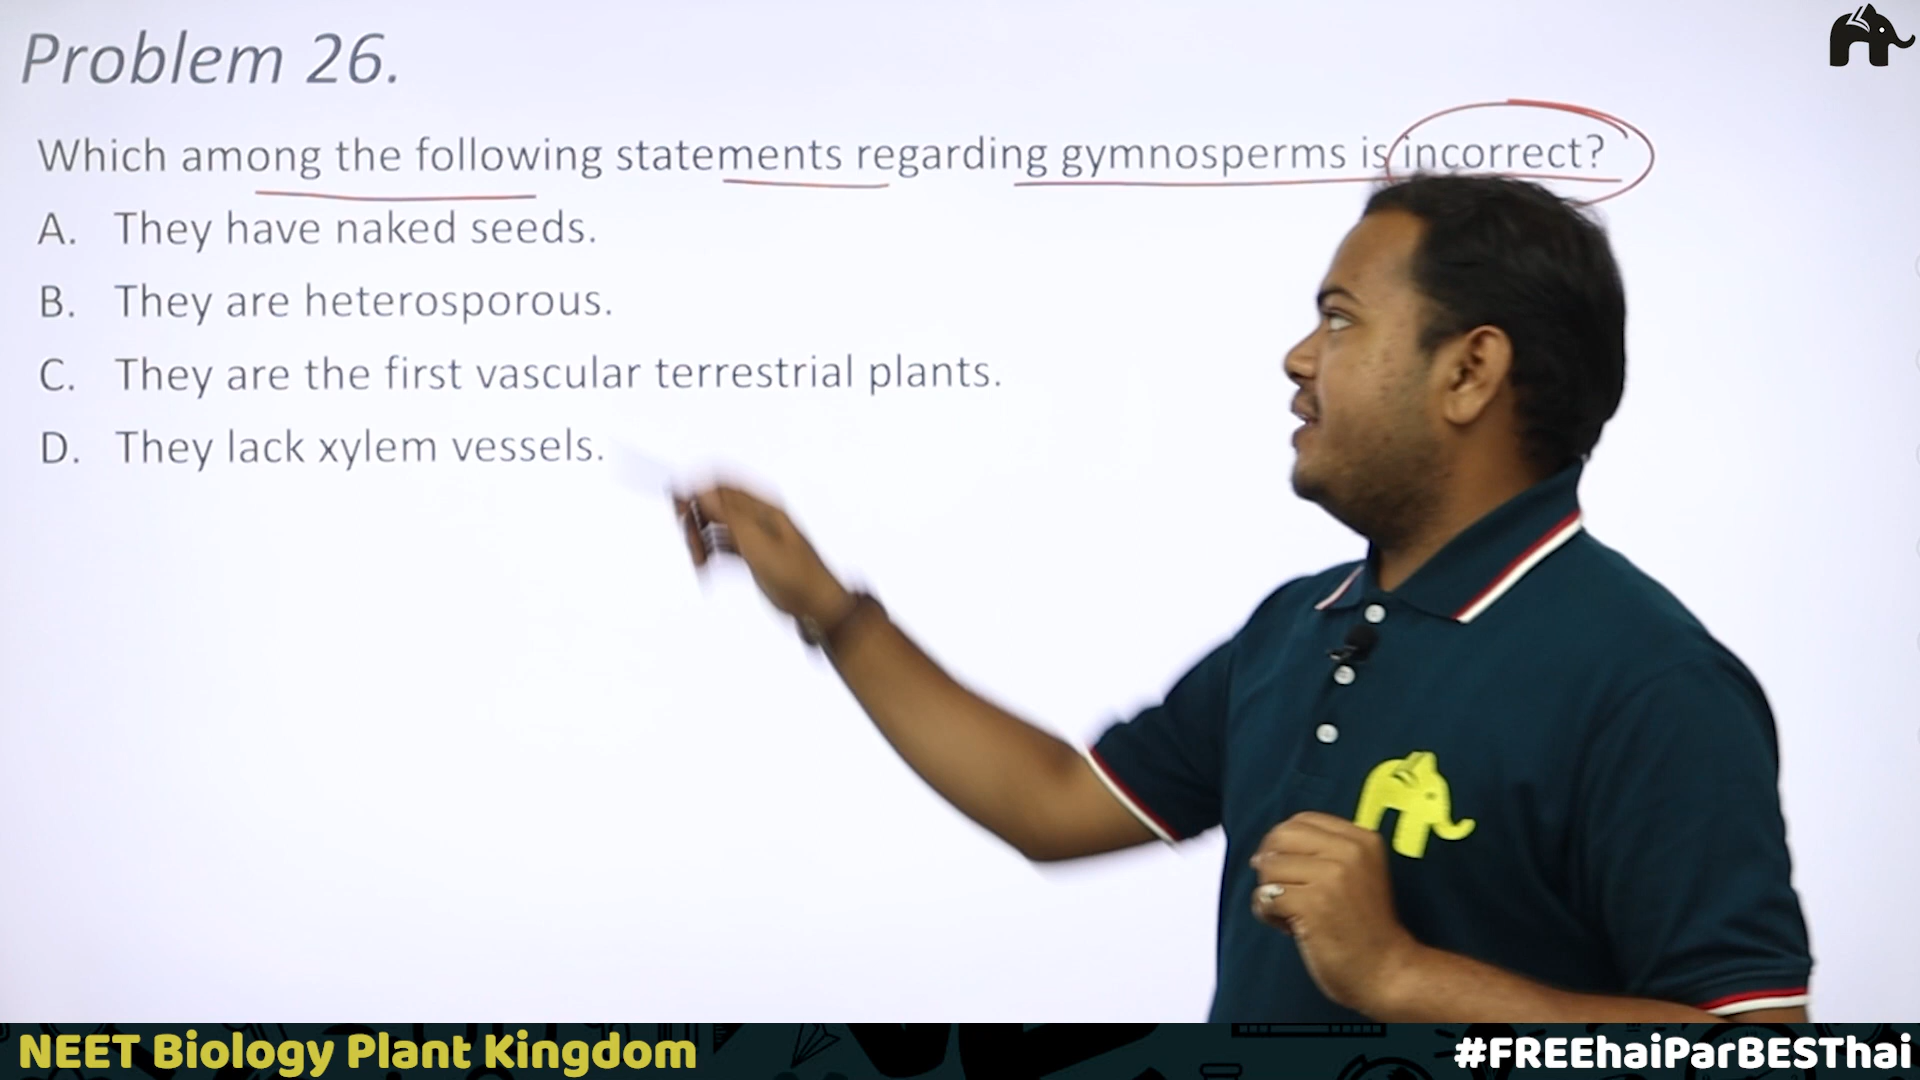 Problem 26.
Which among the following statements regarding gymnosperms is incorrect?
A. They have naked seeds.
B. They are heterosporous.
C. They are the first vascular terrestrial plants.
D. They lack xylem vessels.
NEET Biology Plant Kingdom
#FREEhaiParBESThai